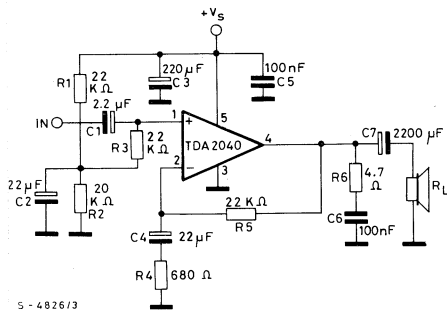 +VS
R1
22
KΩ
220µF
C3
100nF
C5
2.2 µF
IN
C1
1
+
5
TDA2040
4
R3
22
KΩ
2
−
3
C7
2200 µF
R6
4.7
Ω
RL
22µF
C2
20
KΩ
R2
22 KΩ
R5
C6
100nF
C4
22µF
R4
680 Ω
S-4826/3